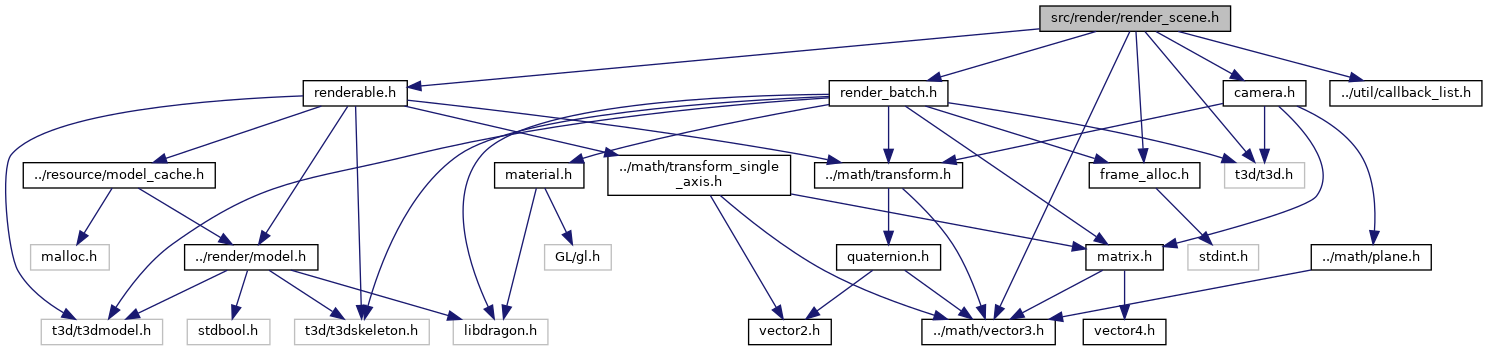 src/render/render_scene.h
renderable.h
render_batch.h
camera.h
../util/callback_list.h
../resource/model_cache.h
material.h
../math/transform_single
_axis.h
../math/transform.h
frame_alloc.h
t3d/t3d.h
malloc.h
../render/model.h
GL/gl.h
quaternion.h
matrix.h
stdint.h
../math/plane.h
t3d/t3dmodel.h
stdbool.h
t3d/t3dskeleton.h
libdragon.h
vector2.h
../math/vector3.h
vector4.h